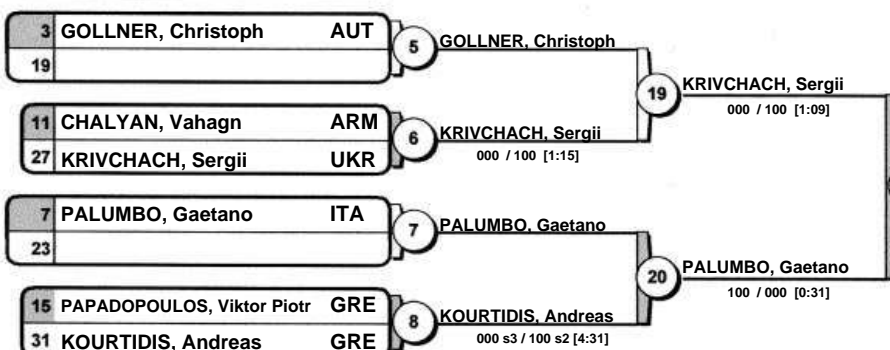 3 GOLLNER, Christoph AUT
19
5
GOLLNER, Christoph
11 CHALYAN, Vahagn ARM
27 KRIVCHACH, Sergii UKR
6
KRIVCHACH, Sergii
000 / 100 [1:15]
19
KRIVCHACH, Sergii
000 / 100 [1:09]
7 PALUMBO, Gaetano ITA
23
7
PALUMBO, Gaetano
15 PAPADOPOULOS, Viktor Piotr GRE
31 KOURTIDIS, Andreas GRE
8
KOURTIDIS, Andreas
000 s3 / 100 s2 [4:31]
20
PALUMBO, Gaetano
100 / 000 [0:31]